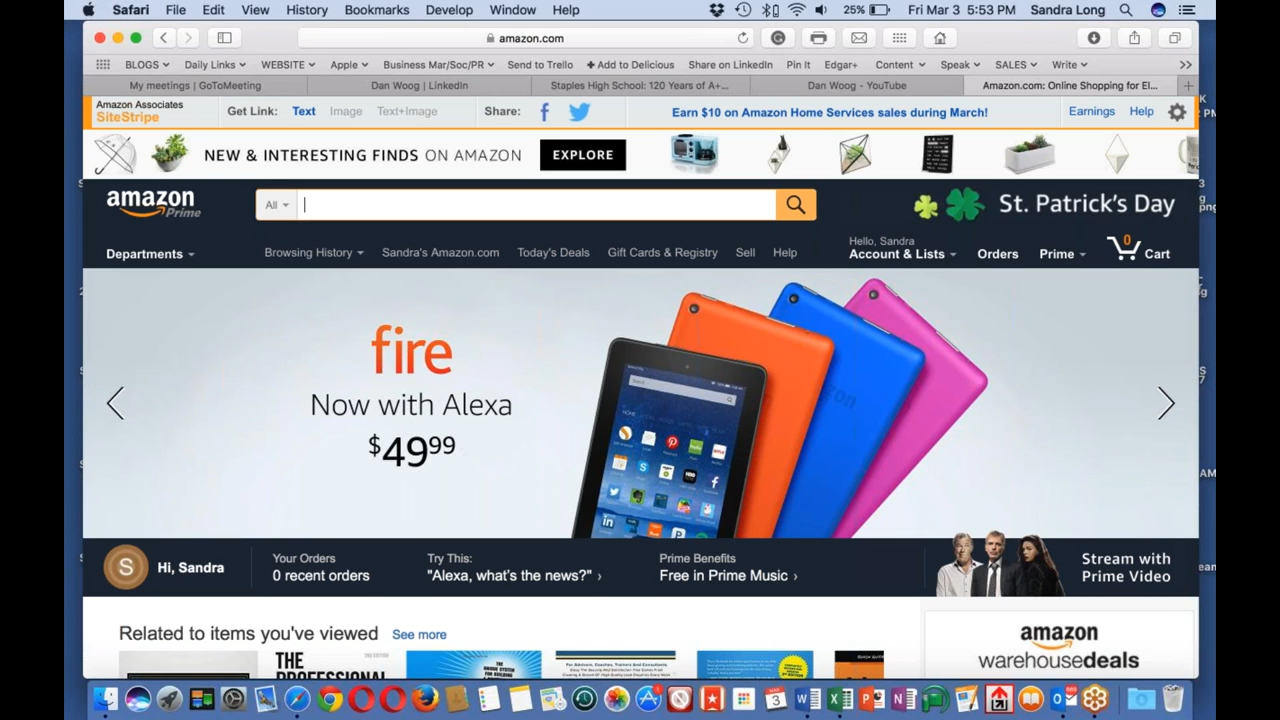 Safari File Edit View History Bookmarks Develop Window Help 25% Fri Mar 3 5:53 PM Sandra Long
amazon.com
BLOGS Daily Links WEBSITE Apple Business Mar/Soc/PR Send to Trello + Add to Delicious Share on LinkedIn Pin It Edgar+ Content Speak SALES Write >>
My meetings | GoToMeeting Dan Woog | LinkedIn Staples High School: 120 Years of A+... Dan Woog - YouTube Amazon.com: Online Shopping for El... +
Amazon Associates
SiteStripe
Get Link: Text Image Text+Image Share: Earn $10 on Amazon Home Services sales during March! Earnings Help
NEW & INTERESTING FINDS ON AMAZON EXPLORE
amazon
Prime
All
St. Patrick's Day
Departments Browsing History Sandra's Amazon.com Today's Deals Gift Cards & Registry Sell Help
Hello, Sandra
Account & Lists Orders Prime 0 Cart
fire
Now with Alexa
$49.99
S Hi, Sandra
Your Orders
0 recent orders
Try This:
"Alexa, what's the news?" ›
Prime Benefits
Free in Prime Music ›
Stream with
Prime Video
Related to items you've viewed See more
THE
PROFESSIONAL
For Advisors, Coaches, Trainers And Consultants
amazon
warehousedeals